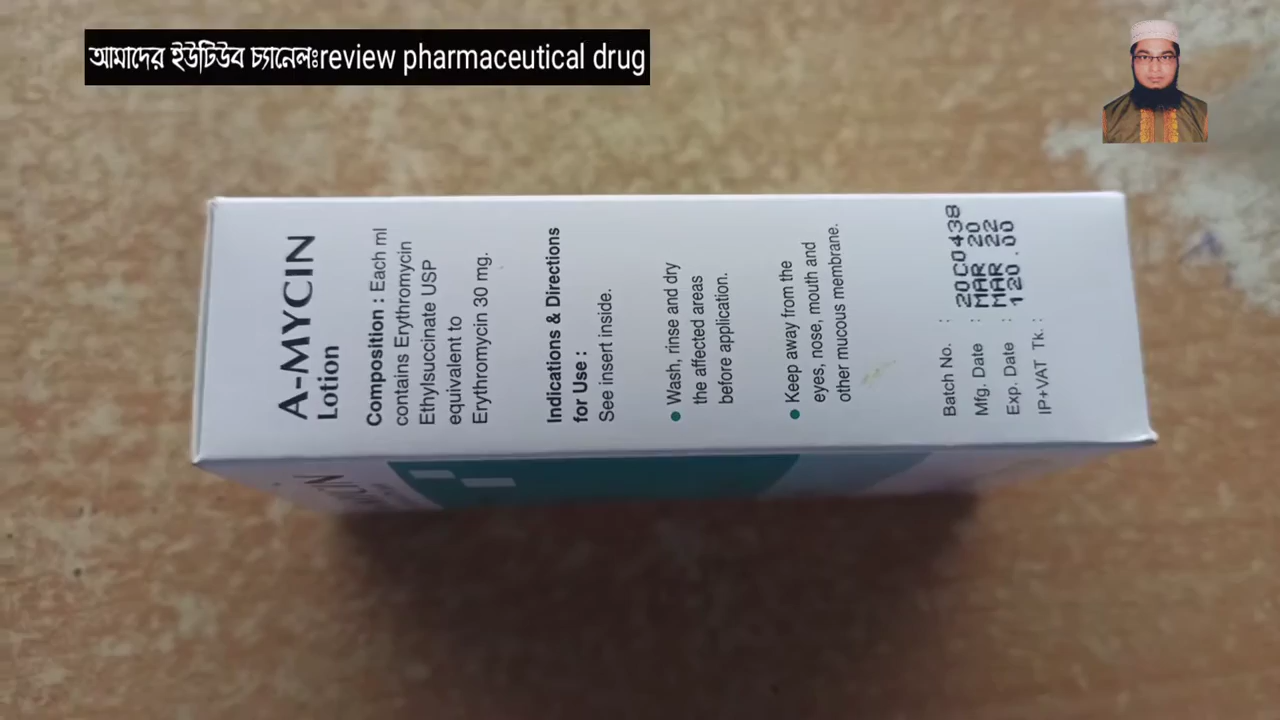 আমাদের ইউটিউব চ্যানেলঃreview pharmaceutical drug
A-MYCIN
Lotion
Composition : Each ml
contains Erythromycin
Ethylsuccinate USP
equivalent to
Erythromycin 30 mg.
Indications & Directions
for Use :
See insert inside.
● Wash, rinse and dry
the affected areas
before application.
● Keep away from the
eyes, nose, mouth and
other mucous membrane.
Batch No. : 20C0438
Mfg. Date : MAR 20
Exp. Date : MAR 22
IP+VAT Tk. : 120.00